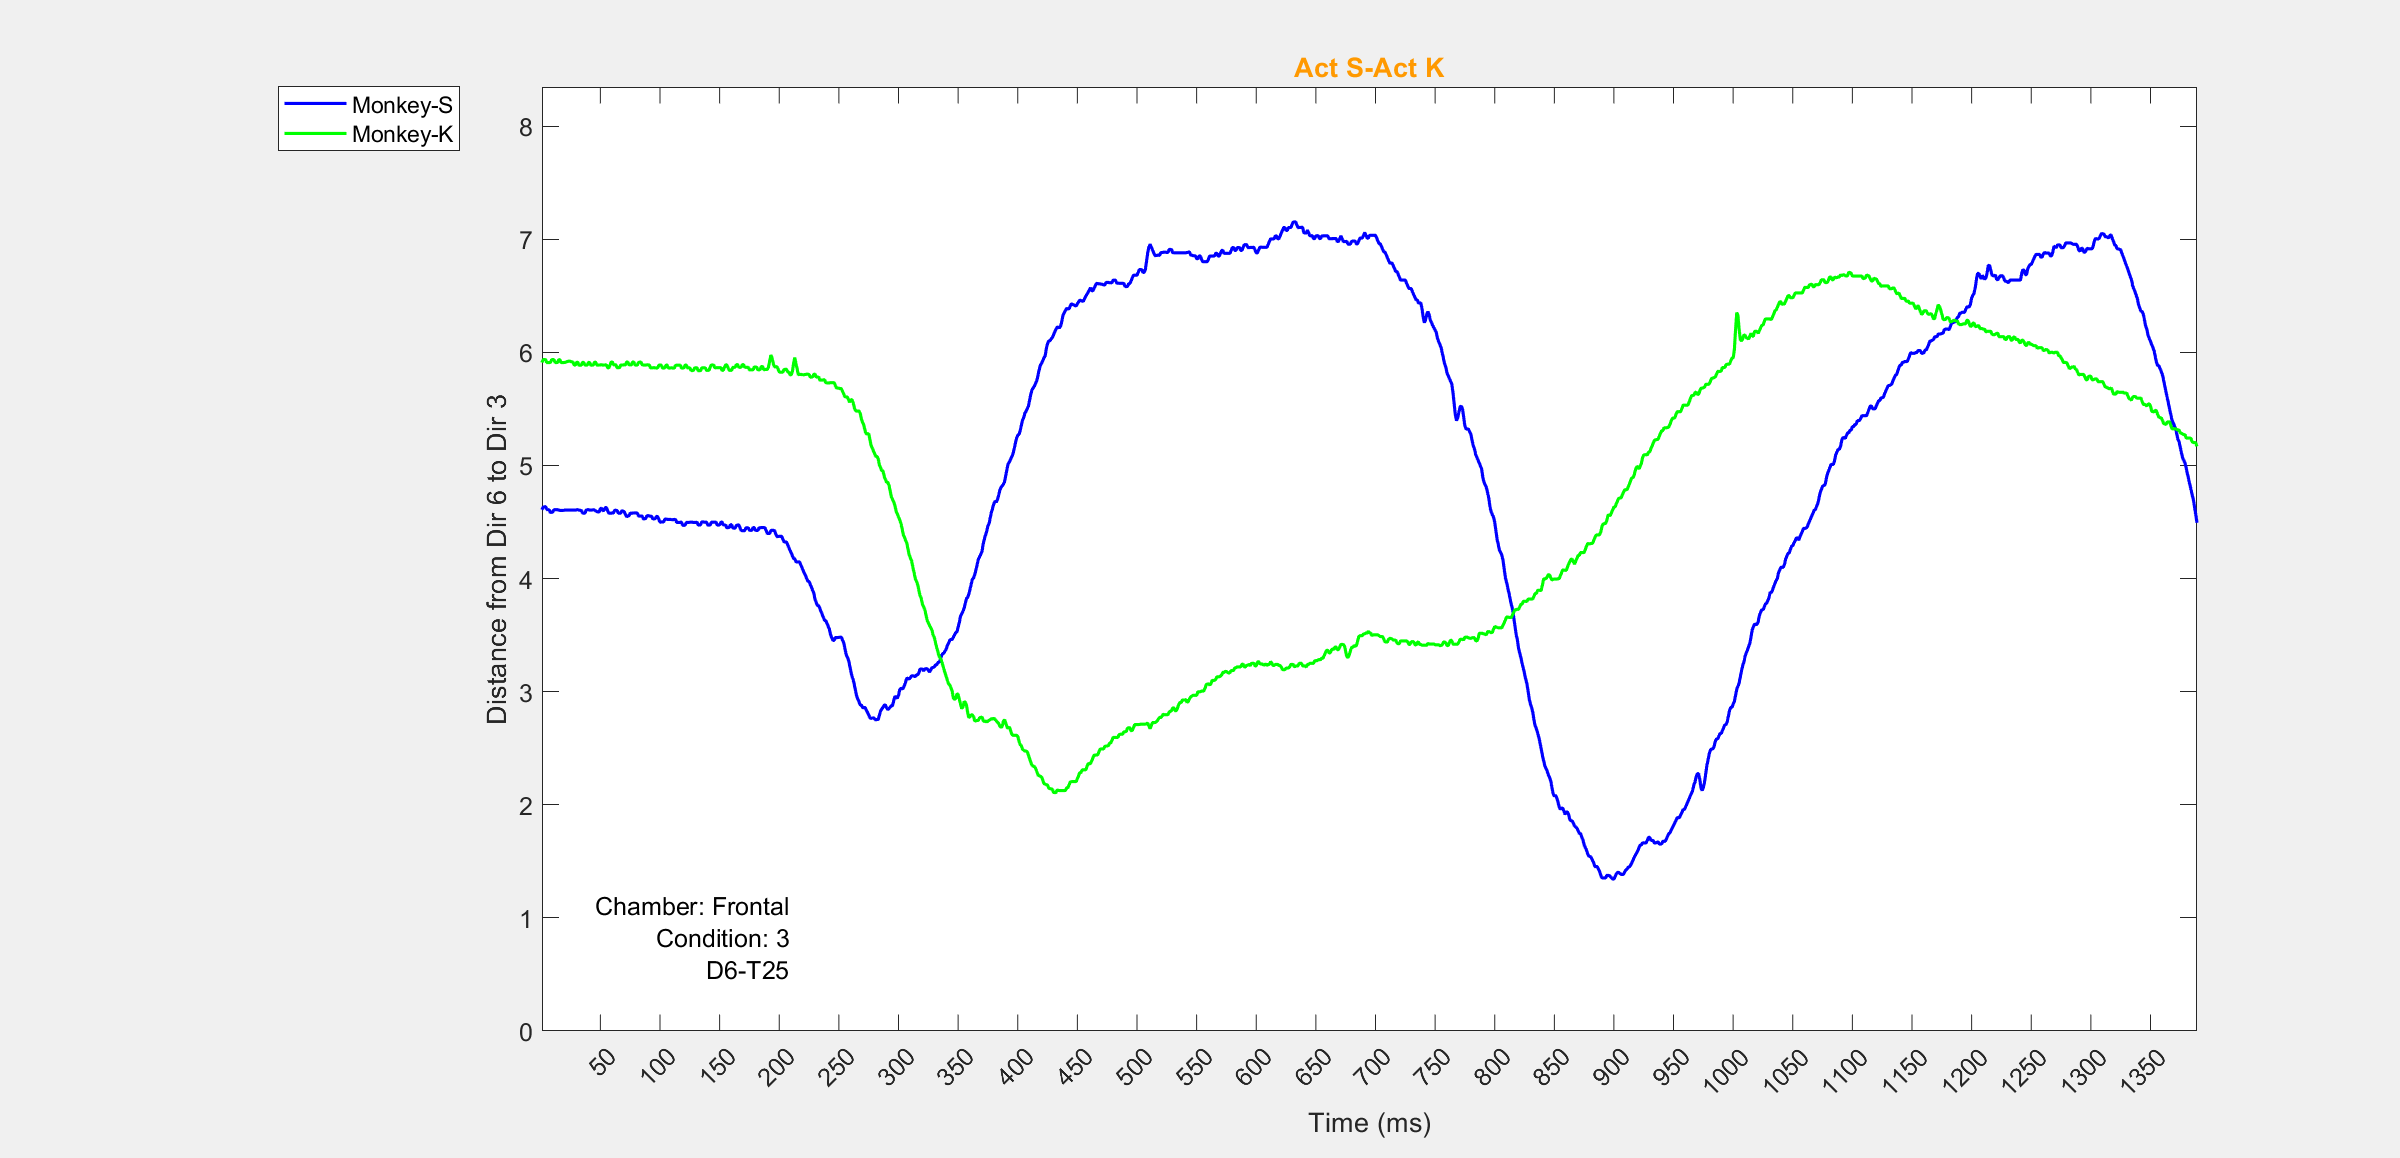 Act S-Act K
Monkey-S
Monkey-K
Distance from Dir 6 to Dir 3
8
7
6
5
4
3
2
1
0
Chamber: Frontal
Condition: 3
D6-T25
50 100 150 200 250 300 350 400 450 500 550 600 650 700 750 800 850 900 950 1000 1050 1100 1150 1200 1250 1300 1350
Time (ms)